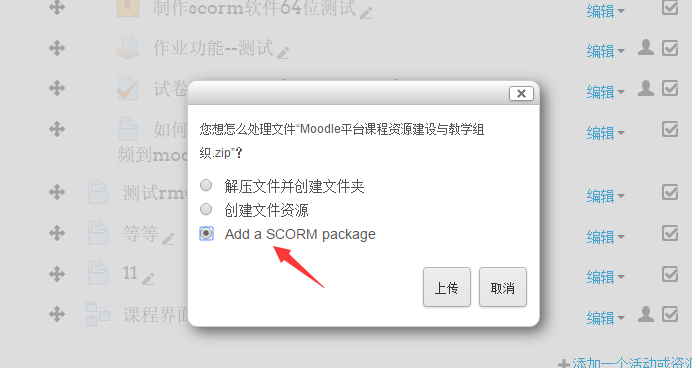 制作scorm软件64位测试
编辑
作业功能--测试
编辑
试卷
编辑
您想怎么处理文件“Moodle平台课程资源建设与教学组
织.zip”?
如何
频到moo
编辑
解压文件并创建文件夹
测试rm
编辑
创建文件资源
Add a SCORM package
等等
编辑
11
编辑
上传
取消
课程界面
编辑
添加一个活动或资源